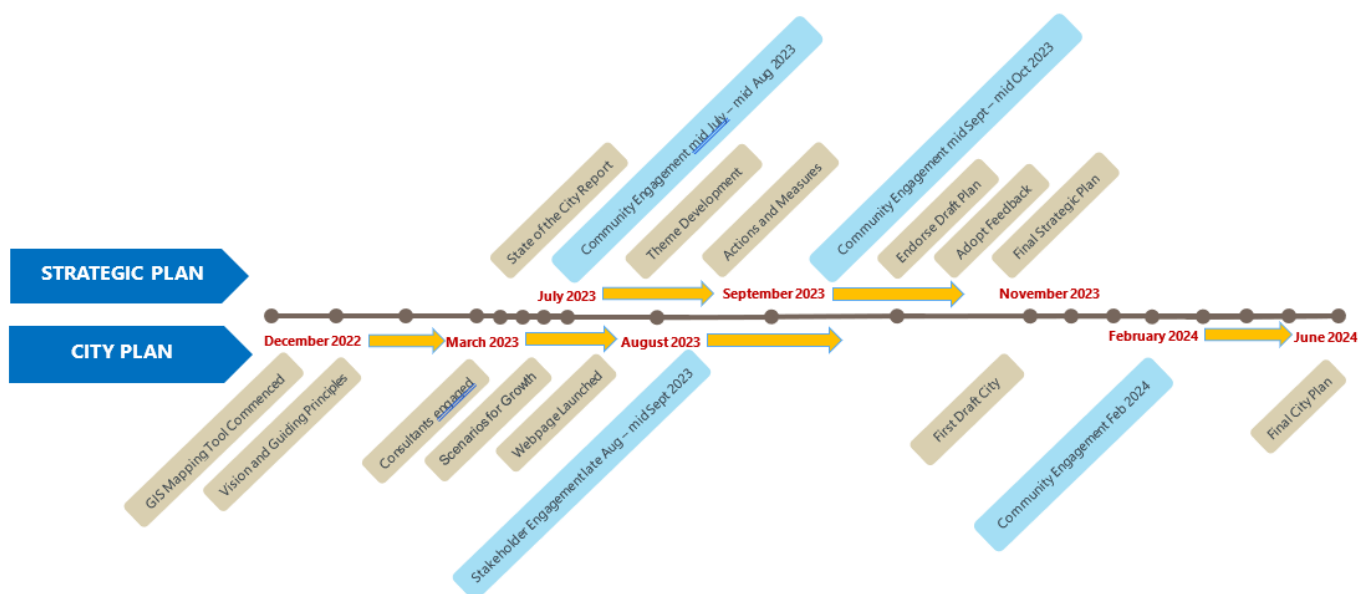 State of the City Report
Community Engagement mid July – mid Aug 2023
Theme Development
Actions and Measures
Community Engagement mid Sept – mid Oct 2023
Endorse Draft Plan
Adopt Feedback
Final Strategic Plan
STRATEGIC PLAN
July 2023
September 2023
November 2023
CITY PLAN
December 2022
March 2023
August 2023
February 2024
June 2024
GIS Mapping Tool Commenced
Vision and Guiding Principles
Consultants engaged
Scenarios for Growth
Webpage Launched
Stakeholder Engagement late Aug – mid Sept 2023
First Draft City
Community Engagement Feb 2024
Final City Plan